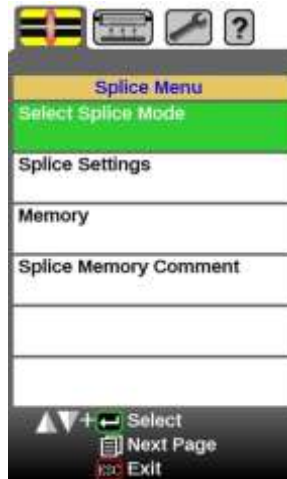 ?
Splice Menu
Select Splice Mode
Splice Settings
Memory
Splice Memory Comment
+ Select
Next Page
ESC Exit